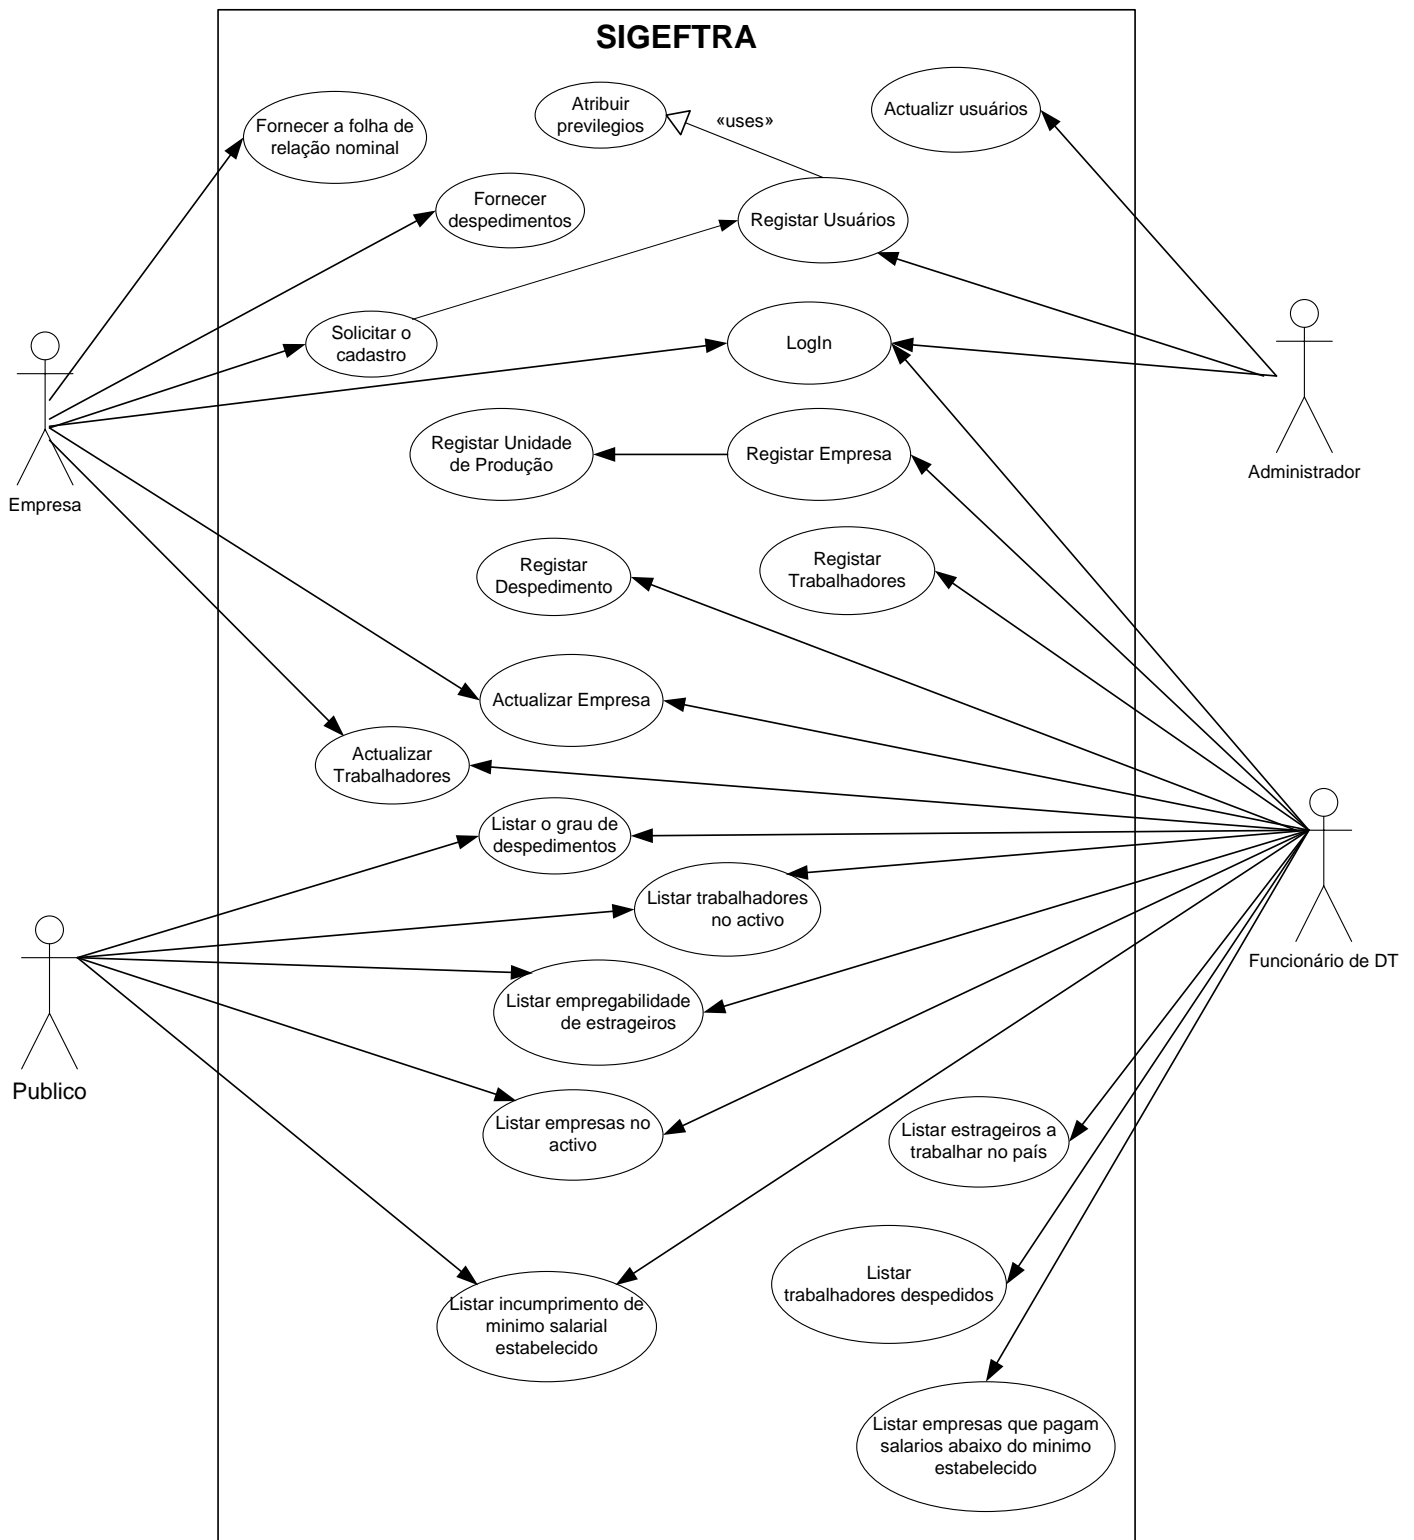 SIGEFTRA
Fornecer a folha de
relação nominal
Atribuir
previlegios
«uses»
Actualizr usuários
Fornecer
despedimentos
Registar Usuários
Solicitar o
cadastro
LogIn
Empresa
Administrador
Registar Unidade
de Produção
Registar Empresa
Registar
Despedimento
Registar
Trabalhadores
Actualizar Empresa
Actualizar
Trabalhadores
Listar o grau de
despedimentos
Listar trabalhadores
no activo
Funcionário de DT
Listar empregabilidade
de estrageiros
Publico
Listar empresas no
activo
Listar estrageiros a
trabalhar no país
Listar
trabalhadores despedidos
Listar incumprimento de
minimo salarial
estabelecido
Listar empresas que pagam
salarios abaixo do minimo
estabelecido